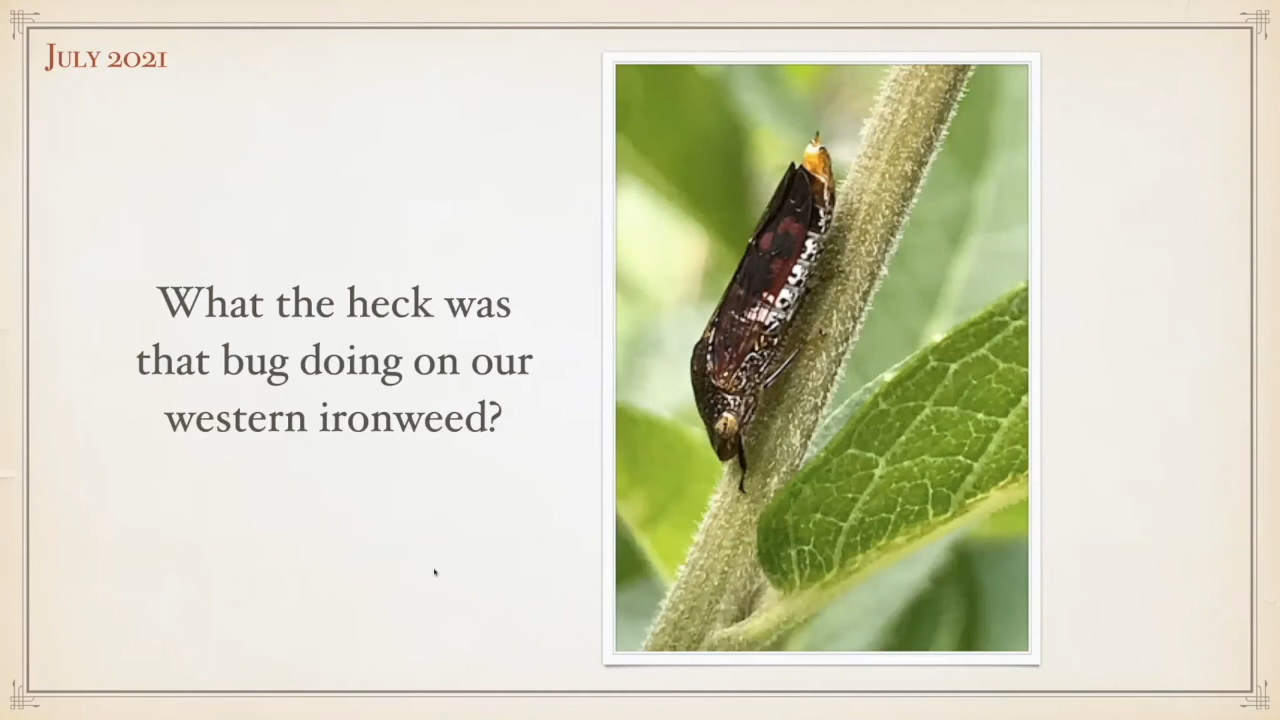 July 2021
What the heck was
that bug doing on our
western ironweed?